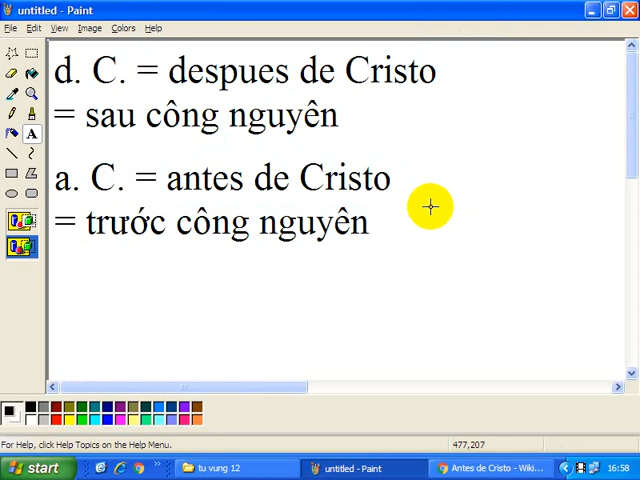 untitled - Paint
File Edit View Image Colors Help
d. C. = despues de Cristo
= sau công nguyên
a. C. = antes de Cristo
= trước công nguyên
For Help, click Help Topics on the Help Menu. 477,207
start tu vung 12 untitled - Paint Antes de Cristo - Wiki... 16:58